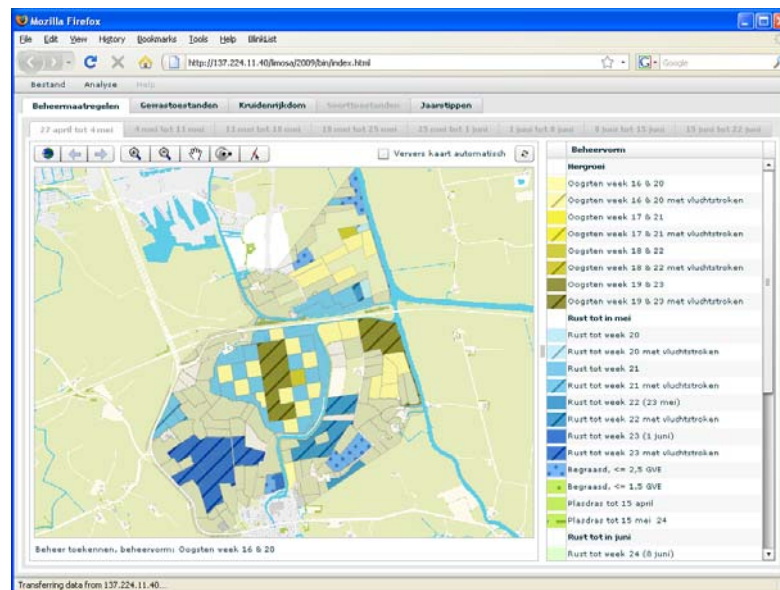 Mozilla Firefox
File Edit View History Bookmarks Tools Help BlinkList
http://137.224.11.40/limosa/2009/bin/index.html
Google
Bestand Analyse Help
Beheermaatregelen Gewastoestanden Kruidenrijkdom Jaarstippen
27 april tot 4 mei 4 mei tot 11 mei 11 mei tot 18 mei 18 mei tot 25 mei 25 mei tot 1 juni 1 juni tot 8 juni 8 juni tot 15 juni 15 juni tot 22 juni
Ververs kaart automatisch
Beheervorm
Hergroei
Oogsten week 16 & 20
Oogsten week 16 & 20 met vluchtstroken
Oogsten week 17 & 21
Oogsten week 17 & 21 met vluchtstroken
Oogsten week 18 & 22
Oogsten week 18 & 22 met vluchtstroken
Oogsten week 19 & 23
Oogsten week 19 & 23 met vluchtstroken
Rust tot in mei
Rust tot week 20
Rust tot week 20 met vluchtstroken
Rust tot week 21
Rust tot week 21 met vluchtstroken
Rust tot week 22 (23 mei)
Rust tot week 22 met vluchtstroken
Rust tot week 23 (1 juni)
Rust tot week 23 met vluchtstroken
Begraasd, <= 2,5 GVE
Begraasd, <= 1.5 GVE
Plasdras tot 15 april
Plasdras tot 15 mei 24
Rust tot in juni
Rust tot week 24 (8 juni)
Beheer toekennen, beheervorm: Oogsten week 16 & 20
Transferring data from 137.224.11.40...